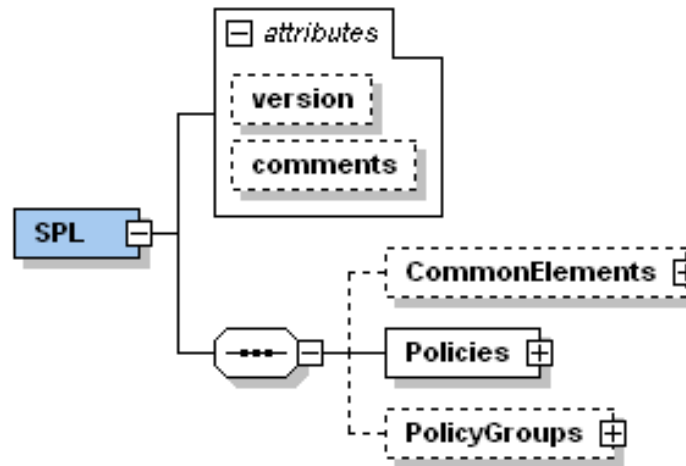 attributes
version
comments
SPL
CommonElements
Policies
PolicyGroups